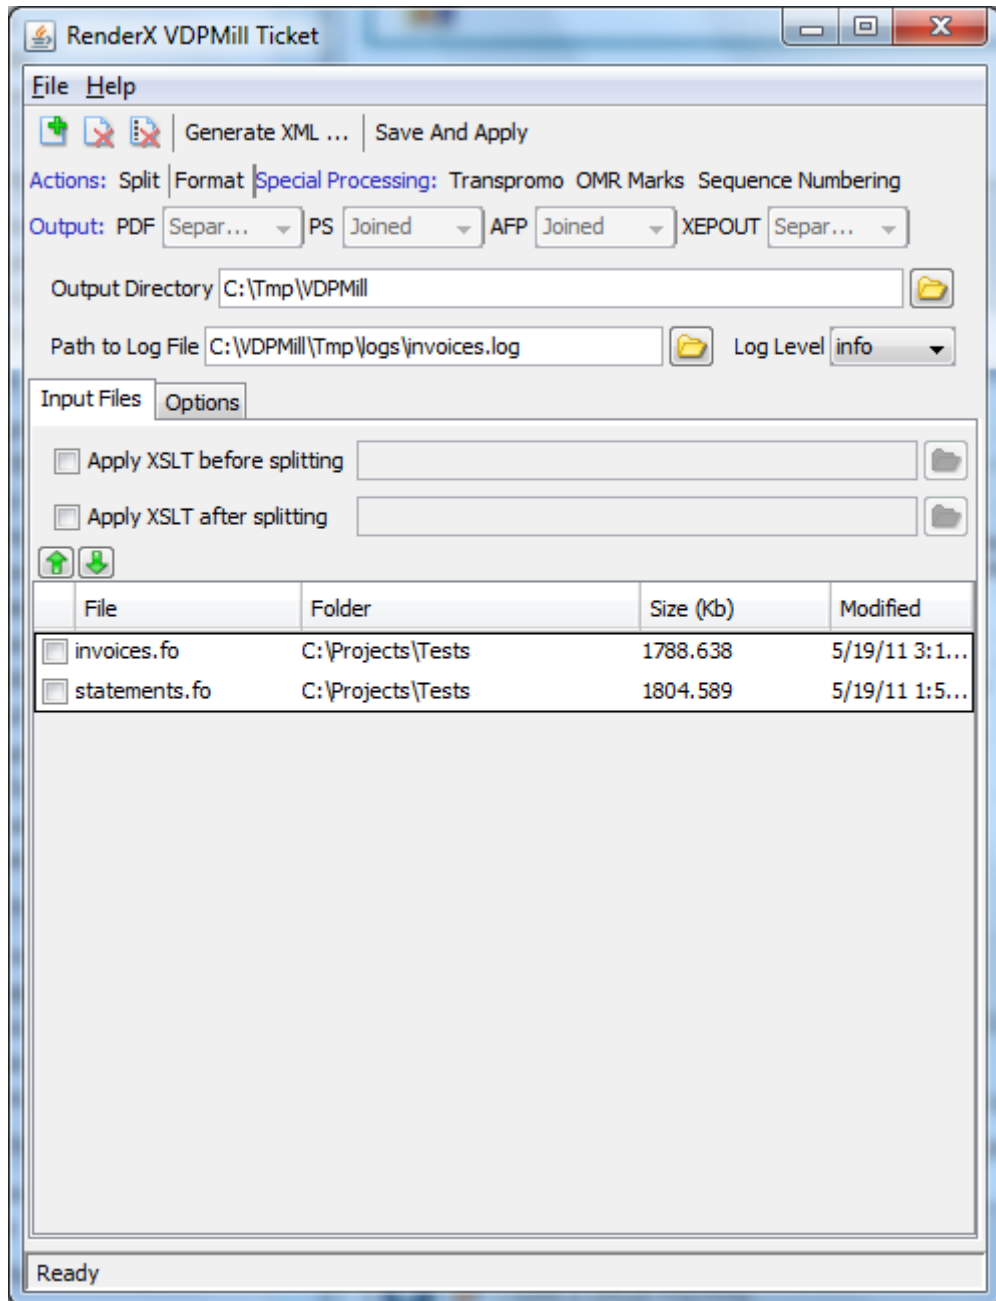 RenderX VDPMill Ticket
File Help
Generate XML ... Save And Apply
Actions: Split Format Special Processing: Transpromo OMR Marks Sequence Numbering
Output: PDF Separ... PS Joined AFP Joined XEPOUT Separ...
Output Directory C:\Tmp\VDPMill
Path to Log File C:\VDPMill\Tmp\logs\invoices.log Log Level info
Input Files Options
Apply XSLT before splitting
Apply XSLT after splitting
File Folder Size (Kb) Modified
invoices.fo C:\Projects\Tests 1788.638 5/19/11 3:1...
statements.fo C:\Projects\Tests 1804.589 5/19/11 1:5...
Ready